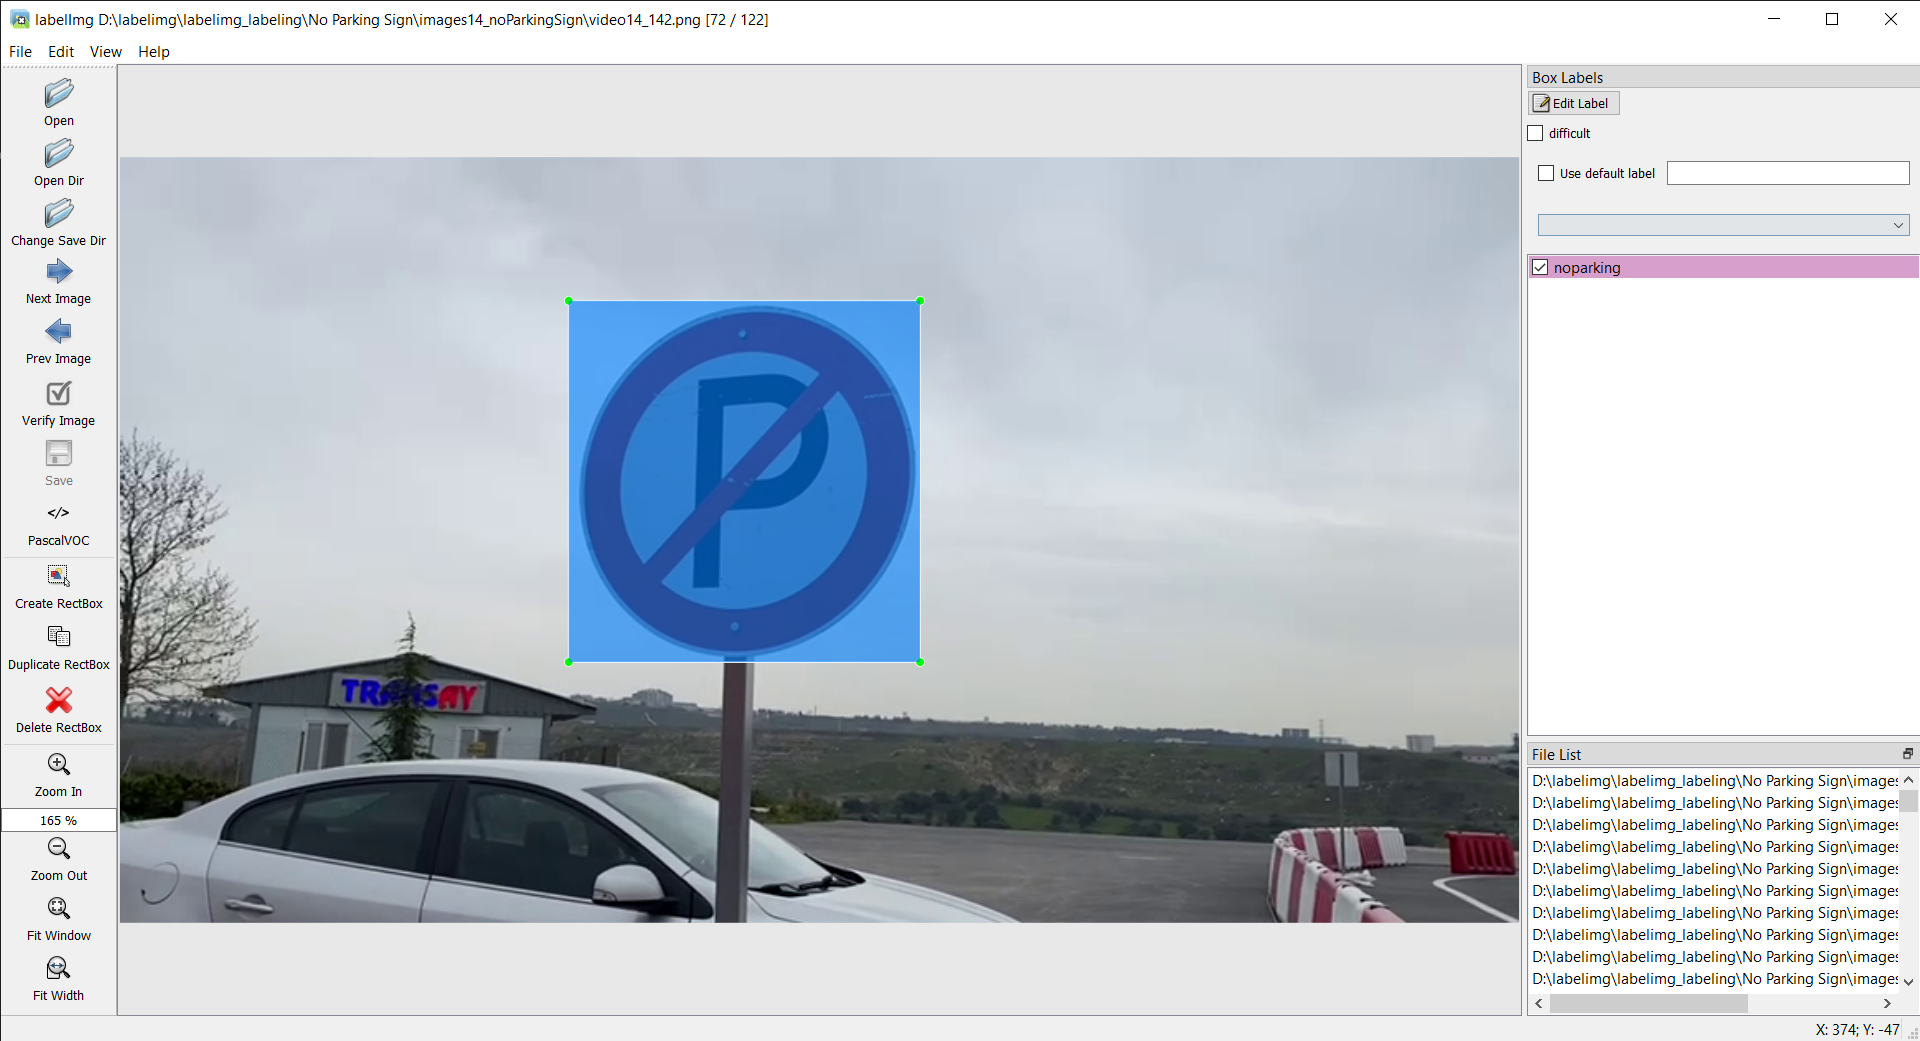 labelImg D:\labelimg\labelimg_labeling\No Parking Sign\images14_noParkingSign\video14_142.png [72 / 122]
File Edit View Help
Open
Open Dir
Change Save Dir
Next Image
Prev Image
Verify Image
Save
</>
PascalVOC
Create RectBox
Duplicate RectBox
Delete RectBox
Zoom In
165 %
Zoom Out
Fit Window
Fit Width
P
TRANSAY
Box Labels
Edit Label
difficult
Use default label
noparking
File List
D:\labelimg\labelimg_labeling\No Parking Sign\images
D:\labelimg\labelimg_labeling\No Parking Sign\images
D:\labelimg\labelimg_labeling\No Parking Sign\images
D:\labelimg\labelimg_labeling\No Parking Sign\images
D:\labelimg\labelimg_labeling\No Parking Sign\images
D:\labelimg\labelimg_labeling\No Parking Sign\images
D:\labelimg\labelimg_labeling\No Parking Sign\images
D:\labelimg\labelimg_labeling\No Parking Sign\images
D:\labelimg\labelimg_labeling\No Parking Sign\images
D:\labelimg\labelimg_labeling\No Parking Sign\images
X: 374; Y: -47